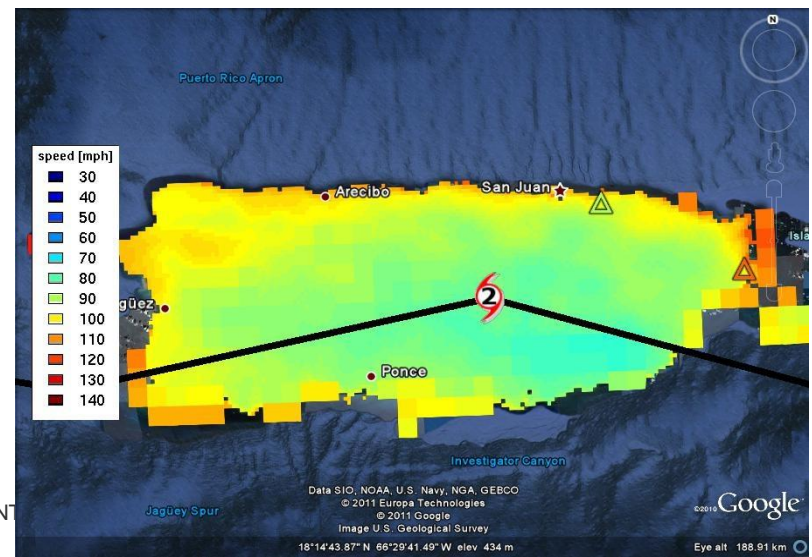 N
Puerto Rico Apron
speed [mph]
30
40
50
60
70
80
90
100
110
120
130
140
Arecibo
San Juan
Isla
güez
2
Ponce
Investigator Canyon
Data SIO, NOAA, U.S. Navy, NGA, GEBCO
© 2011 Europa Technologies
© 2011 Google
Image U.S. Geological Survey
Jagüey Spur
©2010 Google
NT
18°14'43.87" N 66°29'41.49" W elev 434 m
Eye alt 188.91 km